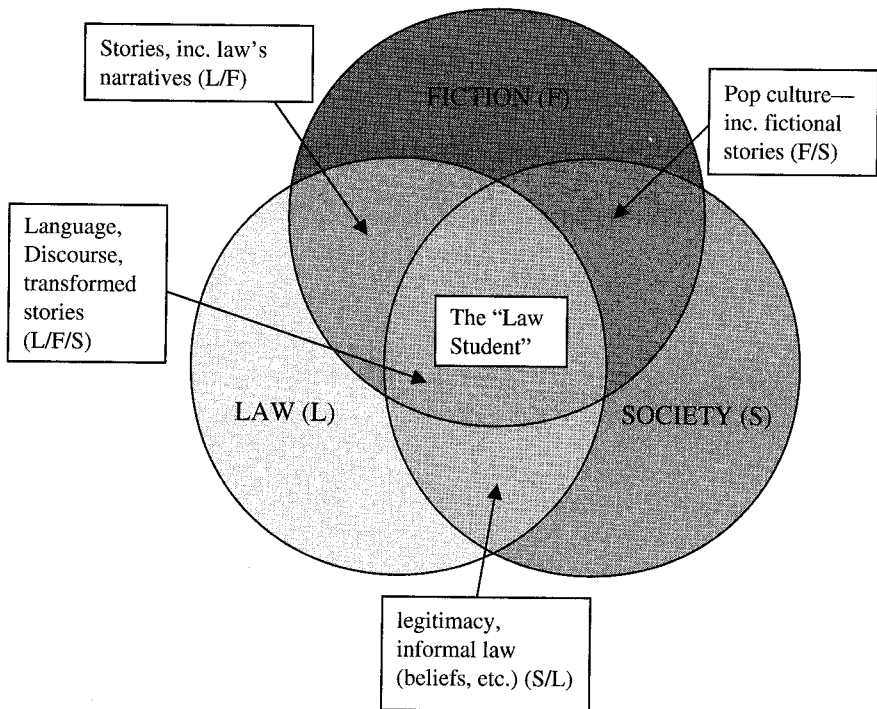 Stories, inc. law's
narratives (L/F)
FICTION (F)
Pop culture—
inc. fictional
stories (F/S)
Language,
Discourse,
transformed
stories
(L/F/S)
The “Law
Student”
LAW (L)
SOCIETY (S)
legitimacy,
informal law
(beliefs, etc.) (S/L)